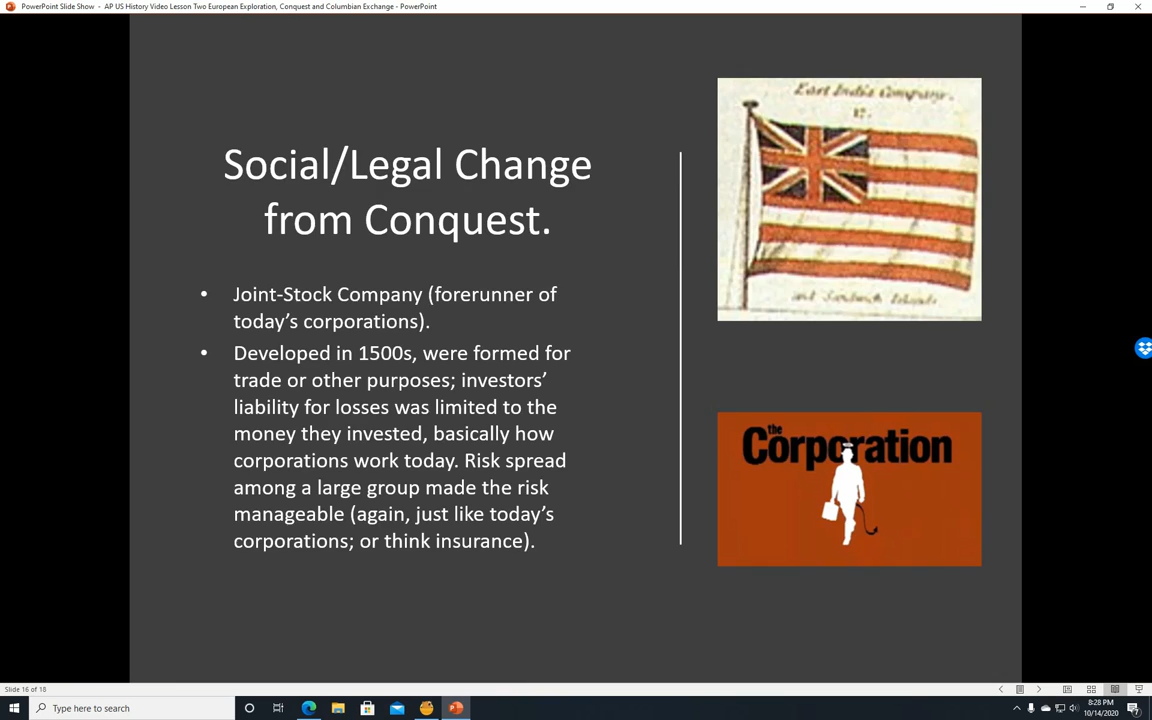 PowerPoint Slide Show - AP US History Video Lesson Two European Exploration, Conquest and Columbian Exchange - PowerPoint
East India Company.
Social/Legal Change
from Conquest.
• Joint-Stock Company (forerunner of
today’s corporations).
• Developed in 1500s, were formed for
trade or other purposes; investors’
liability for losses was limited to the
money they invested, basically how
corporations work today. Risk spread
among a large group made the risk
manageable (again, just like today’s
corporations; or think insurance).
and Sandwich Islands
the
Corporation
Slide 16 of 18
Type here to search
8:28 PM
10/14/2020
7